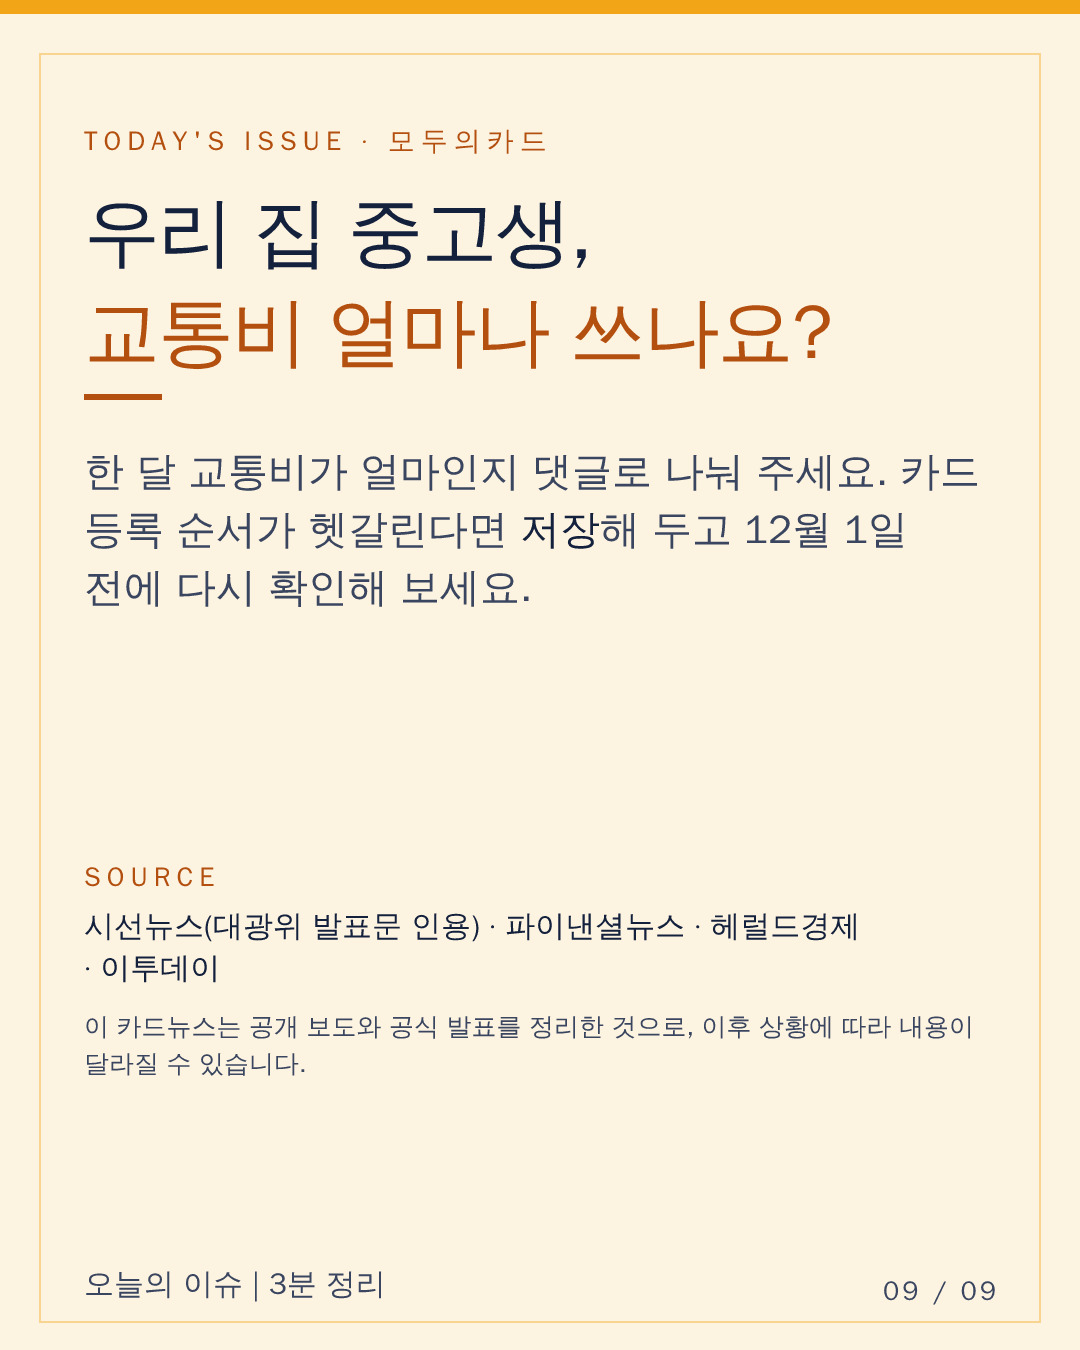 TODAY'S ISSUE · 모두의카드
우리 집 중고생,
교통비 얼마나 쓰나요?
한 달 교통비가 얼마인지 댓글로 나눠 주세요. 카드
등록 순서가 헷갈린다면 저장해 두고 12월 1일
전에 다시 확인해 보세요.
SOURCE
시선뉴스(대광위 발표문 인용) · 파이낸셜뉴스 · 헤럴드경제
· 이투데이
이 카드뉴스는 공개 보도와 공식 발표를 정리한 것으로, 이후 상황에 따라 내용이
달라질 수 있습니다.
오늘의 이슈 | 3분 정리
09 / 09